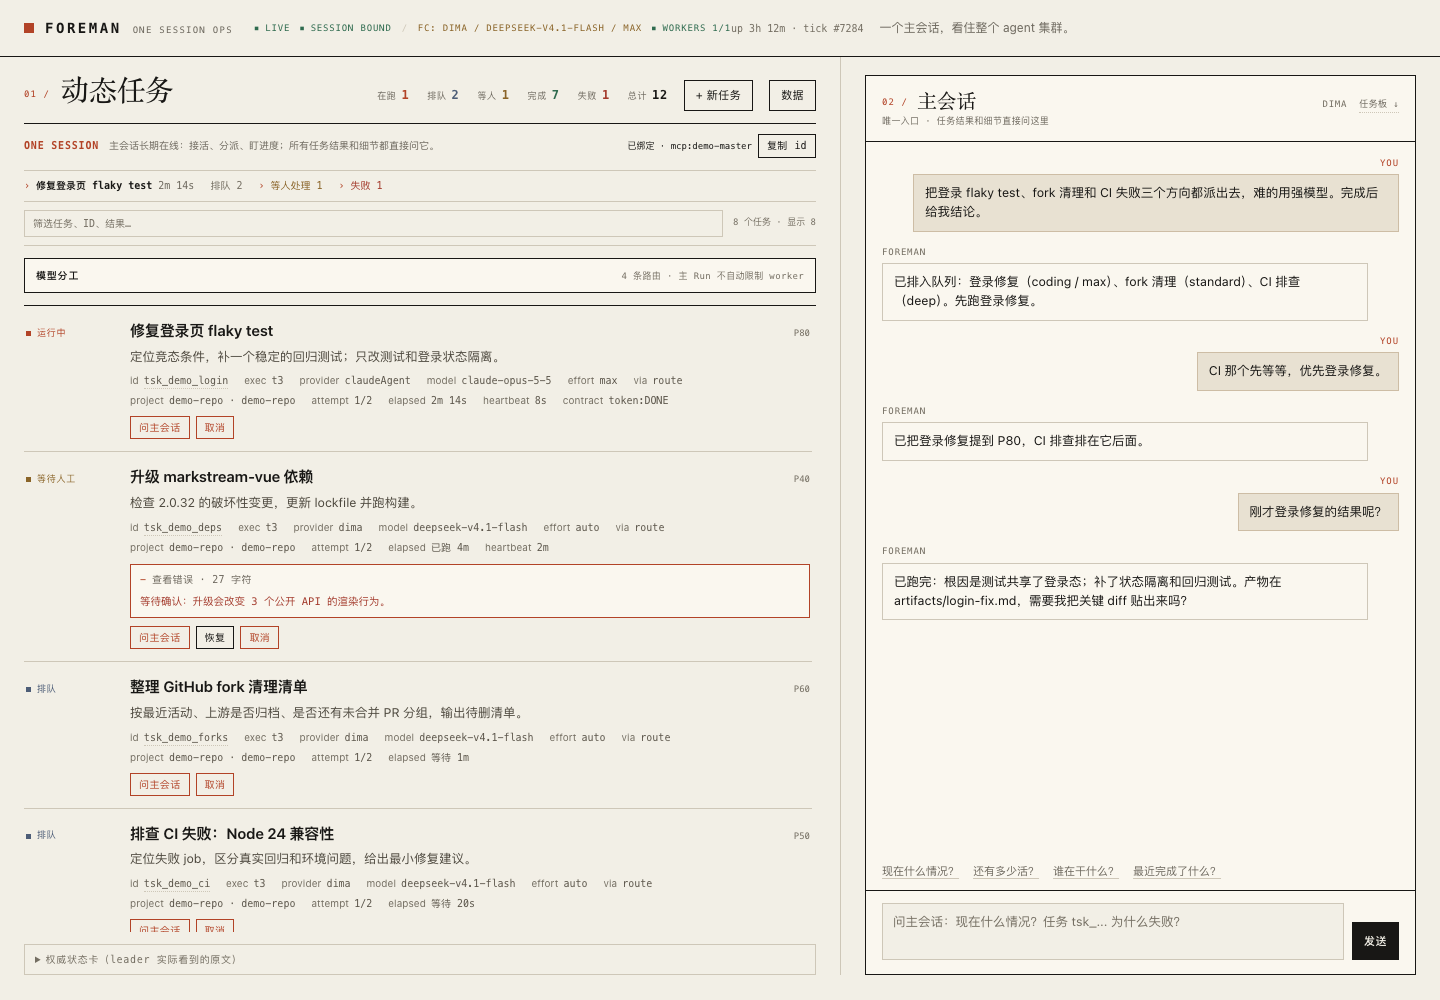 FOREMAN ONE SESSION OPS LIVE SESSION BOUND / FC: DIMA / DEEPSEEK-V4.1-FLASH / MAX WORKERS 1/1up 3h 12m · tick #7284 一个主会话，看住整个 agent 集群。
01 / 动态任务 在跑 1 排队 2 等人 1 完成 7 失败 1 总计 12 + 新任务 数据
ONE SESSION 主会话长期在线：接活、分派、盯进度；所有任务结果和细节都直接问它。 已绑定 · mcp:demo-master 复制 id
› 修复登录页 flaky test 2m 14s 排队 2 › 等人处理 1 › 失败 1
筛选任务、ID、结果… 8 个任务 · 显示 8
模型分工 4 条路由 · 主 Run 不自动限制 worker
运行中 修复登录页 flaky test P80
定位竞态条件，补一个稳定的回归测试；只改测试和登录状态隔离。
id tsk_demo_login exec t3 provider claudeAgent model claude-opus-5-5 effort max via route
project demo-repo · demo-repo attempt 1/2 elapsed 2m 14s heartbeat 8s contract token:DONE
问主会话 取消
等待人工 升级 markstream-vue 依赖 P40
检查 2.0.32 的破坏性变更，更新 lockfile 并跑构建。
id tsk_demo_deps exec t3 provider dima model deepseek-v4.1-flash effort auto via route
project demo-repo · demo-repo attempt 1/2 elapsed 已跑 4m heartbeat 2m
– 查看错误 · 27 字符
等待确认：升级会改变 3 个公开 API 的渲染行为。
问主会话 恢复 取消
排队 整理 GitHub fork 清理清单 P60
按最近活动、上游是否归档、是否还有未合并 PR 分组，输出待删清单。
id tsk_demo_forks exec t3 provider dima model deepseek-v4.1-flash effort auto via route
project demo-repo · demo-repo attempt 1/2 elapsed 等待 1m
问主会话 取消
排队 排查 CI 失败：Node 24 兼容性 P50
定位失败 job，区分真实回归和环境问题，给出最小修复建议。
id tsk_demo_ci exec t3 provider dima model deepseek-v4.1-flash effort auto via route
project demo-repo · demo-repo attempt 1/2 elapsed 等待 20s
问主会话 取消
▶ 权威状态卡 (leader 实际看到的原文)
02 / 主会话 DIMA 任务板 ↓
唯一入口 · 任务结果和细节直接问这里
YOU
把登录 flaky test、fork 清理和 CI 失败三个方向都派出去，难的用强模型。完成后
给我结论。
FOREMAN
已排入队列：登录修复（coding / max）、fork 清理（standard）、CI 排查
（deep）。先跑登录修复。
YOU
CI 那个先等等，优先登录修复。
FOREMAN
已把登录修复提到 P80，CI 排查排在它后面。
YOU
刚才登录修复的结果呢？
FOREMAN
已跑完：根因是测试共享了登录态；补了状态隔离和回归测试。产物在
artifacts/login-fix.md，需要我把关键 diff 贴出来吗？
现在什么情况？ 还有多少活？ 谁在干什么？ 最近完成了什么？
问主会话：现在什么情况？任务 tsk_... 为什么失败？
发送